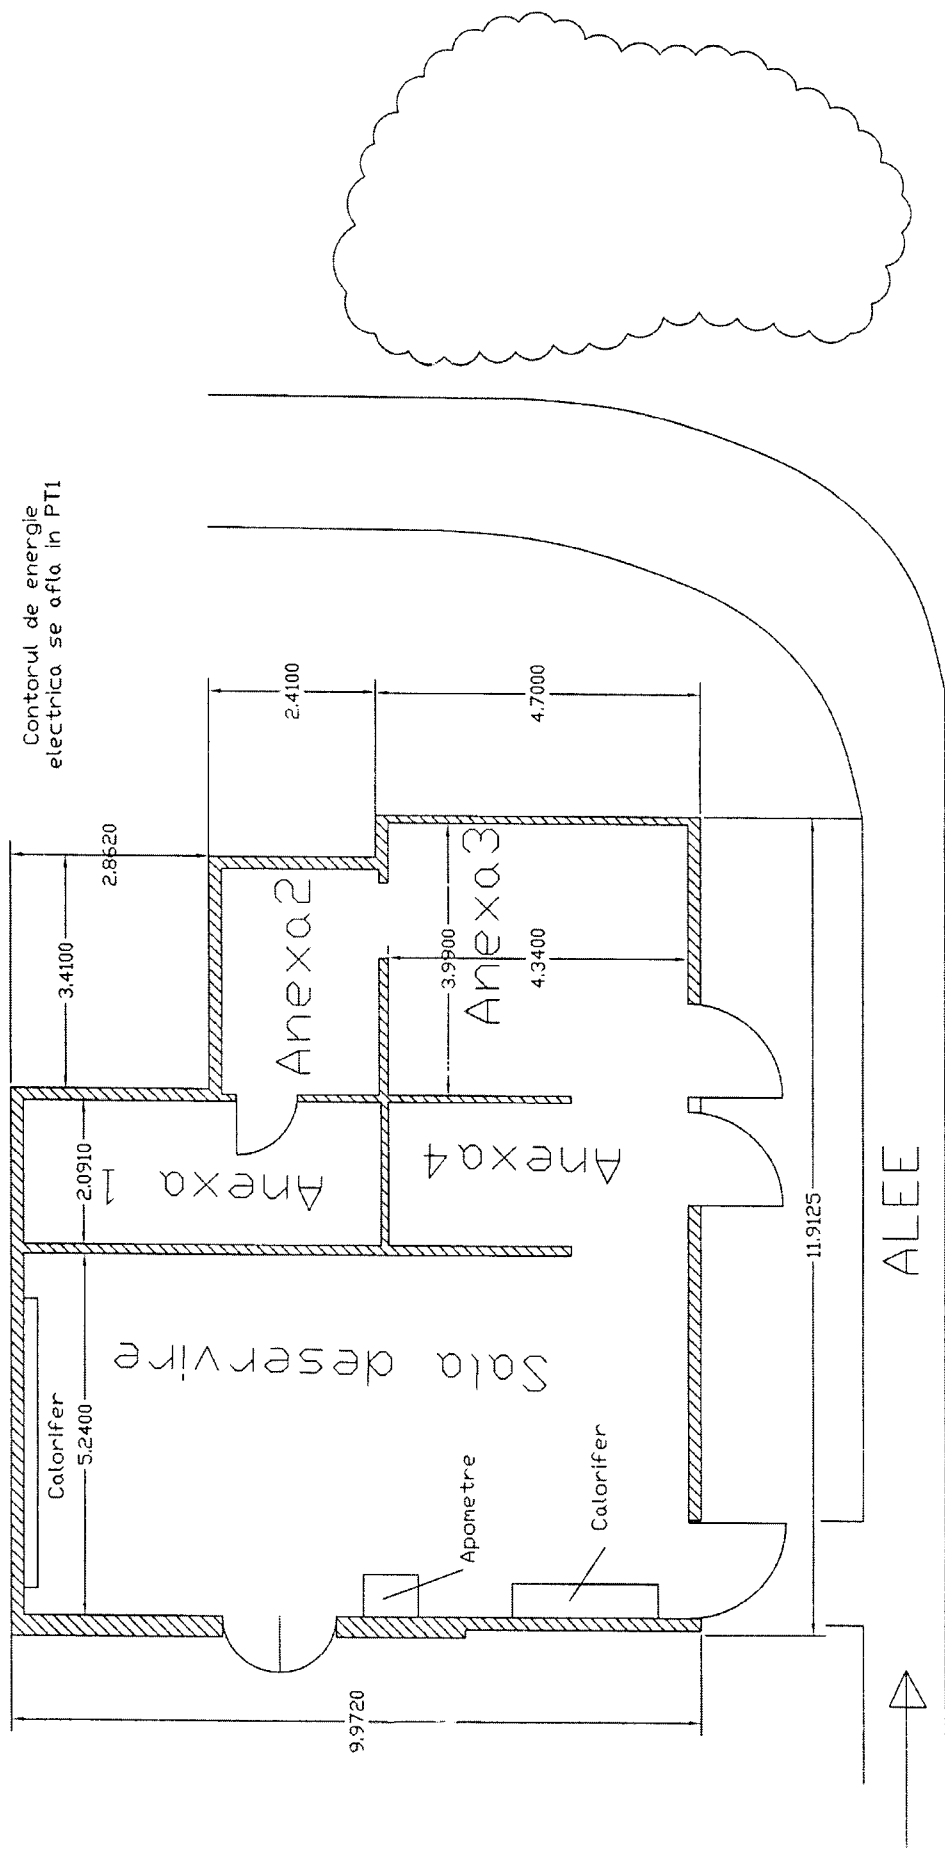 Contorul de energie
electrica se afla in PT1
2.8620
3.4100
2.4100
4.7000
Anexa2
Anexa3
3.9900
4.3400
2.0910
Anexa 1
Anexa4
Sala deservire
Calorifer
5.2400
Apometre
Calorifer
11.9125
9.9720
ALEE